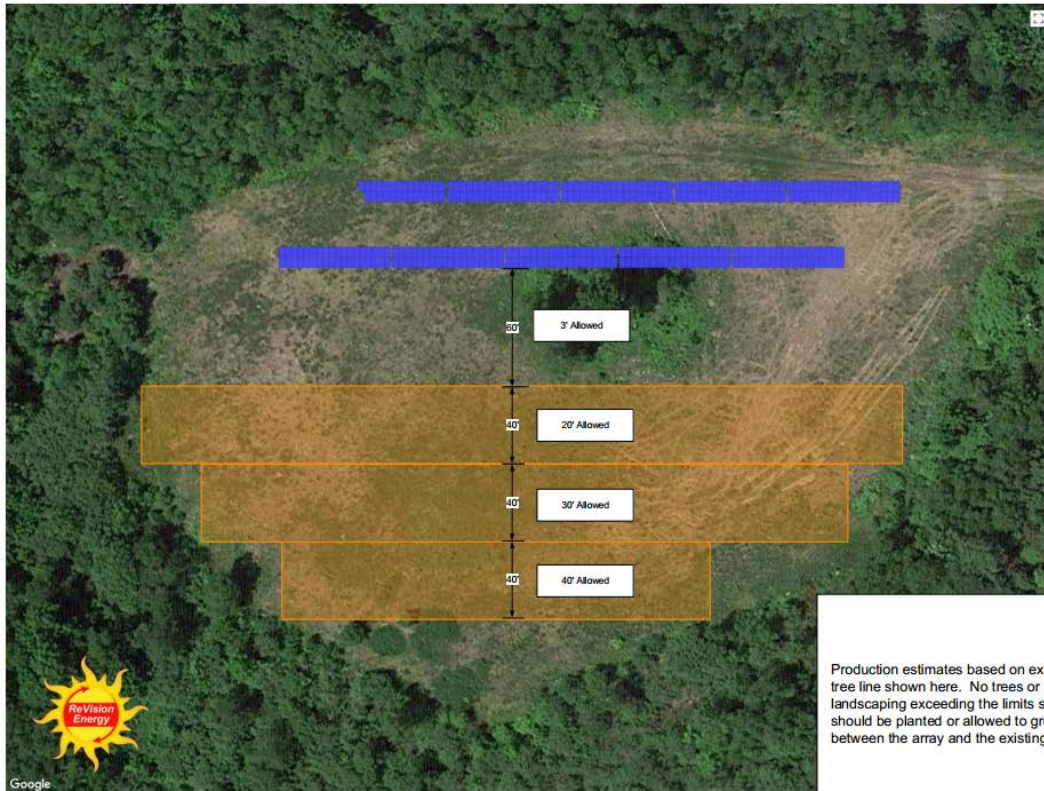 60'
3' Allowed
40'
20' Allowed
40'
30' Allowed
40'
40' Allowed
ReVision
Energy
Production estimates based on
tree line shown here. No trees or
landscaping exceeding the limits
should be planted or allowed to
between the array and the existing
Google